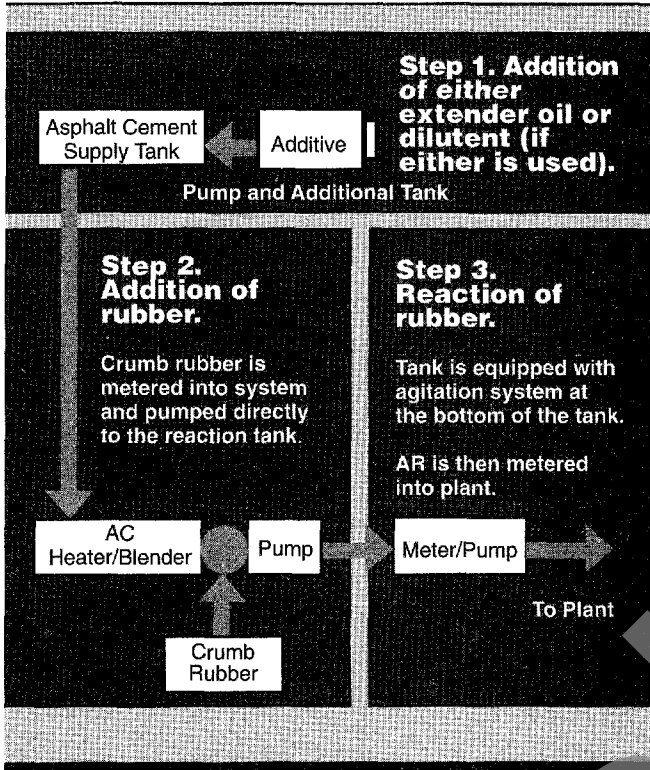 Step 1. Addition
of either
extender oil or
dilutent (if
either is used).
Asphalt Cement
Supply Tank
Additive
Pump and Additional Tank
Step 2.
Addition of
rubber.
Crumb rubber is
metered into system
and pumped directly
to the reaction tank.
AC
Heater/Blender
Pump
Crumb
Rubber
Step 3.
Reaction of
rubber.
Tank is equipped with
agitation system at
the bottom of the tank.
AR is then metered
into plant.
Meter/Pump
To Plant